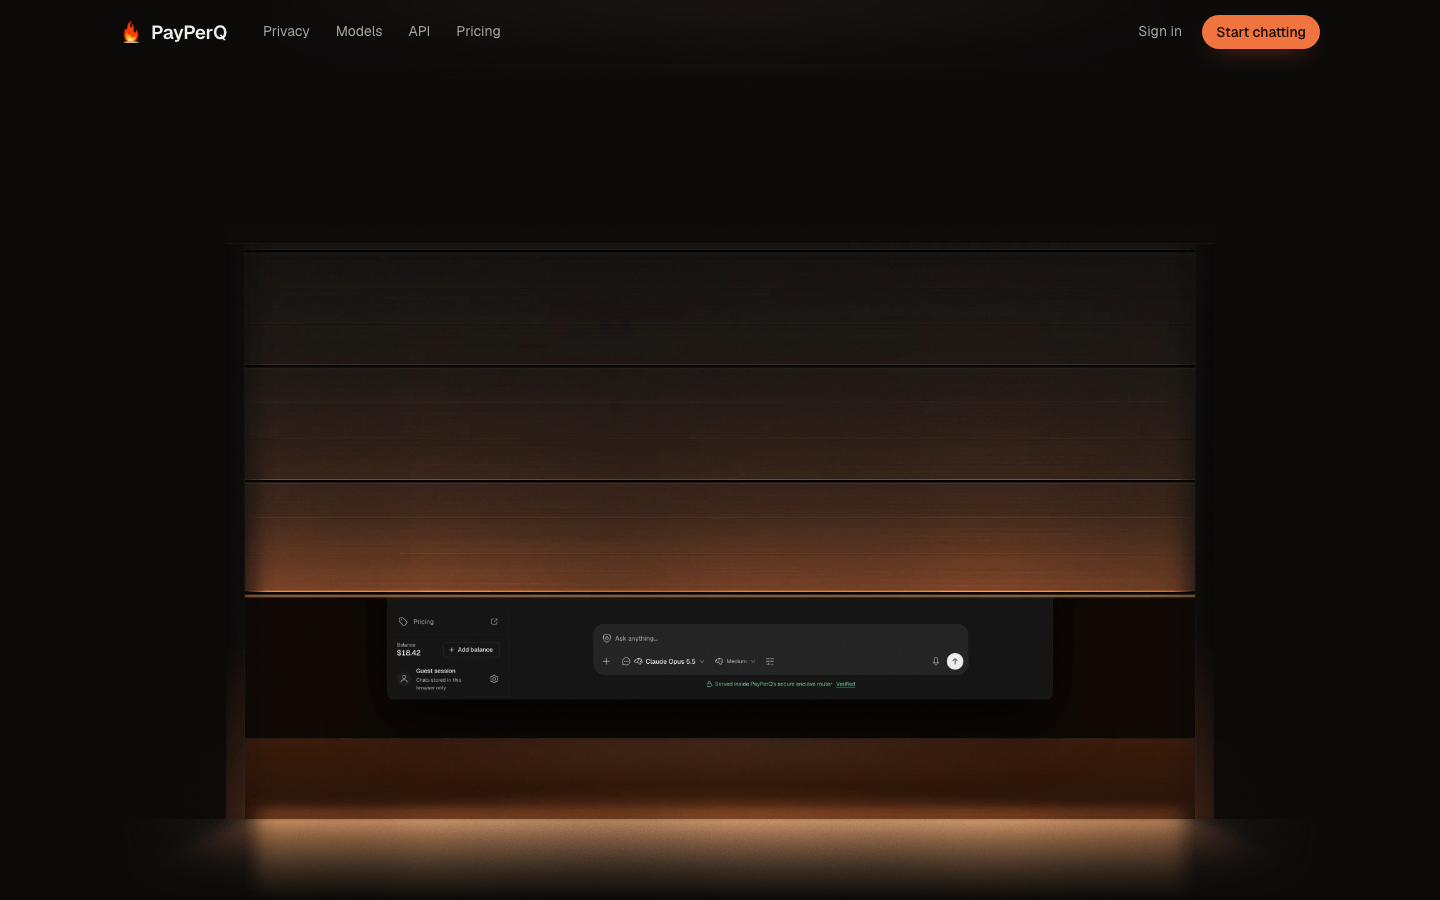 PayPerQ
Privacy
Models
API
Pricing
Sign in
Start chatting
Pricing
Balance
$18.42
+ Add balance
Guest session
Chats stored in this
browser only
Ask anything...
Claude Opus 5.5
Medium
Served inside PayPerQ's secure enclave router Verified